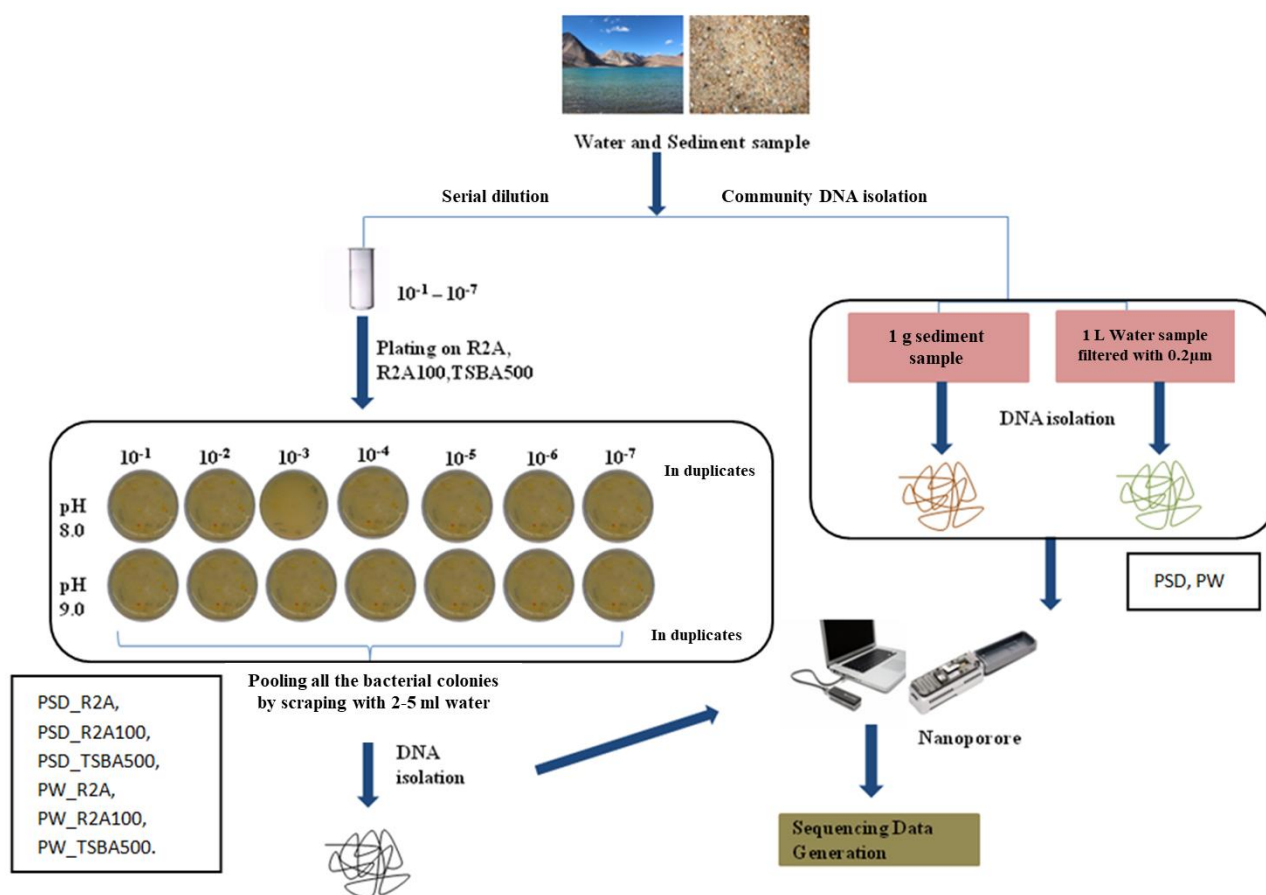 Water and Sediment sample
Serial dilution
Community DNA isolation
10⁻¹ – 10⁻⁷
Plating on R2A,
R2A100,TSBA500
1 g sediment
sample
1 L Water sample
filtered with 0.2µm
DNA isolation
10⁻¹ 10⁻² 10⁻³ 10⁻⁴ 10⁻⁵ 10⁻⁶ 10⁻⁷
In duplicates
pH
8.0
pH
9.0
In duplicates
PSD, PW
Pooling all the bacterial colonies
by scraping with 2-5 ml water
PSD_R2A,
PSD_R2A100,
PSD_TSBA500,
PW_R2A,
PW_R2A100,
PW_TSBA500.
DNA
isolation
Nanoporore
Sequencing Data
Generation